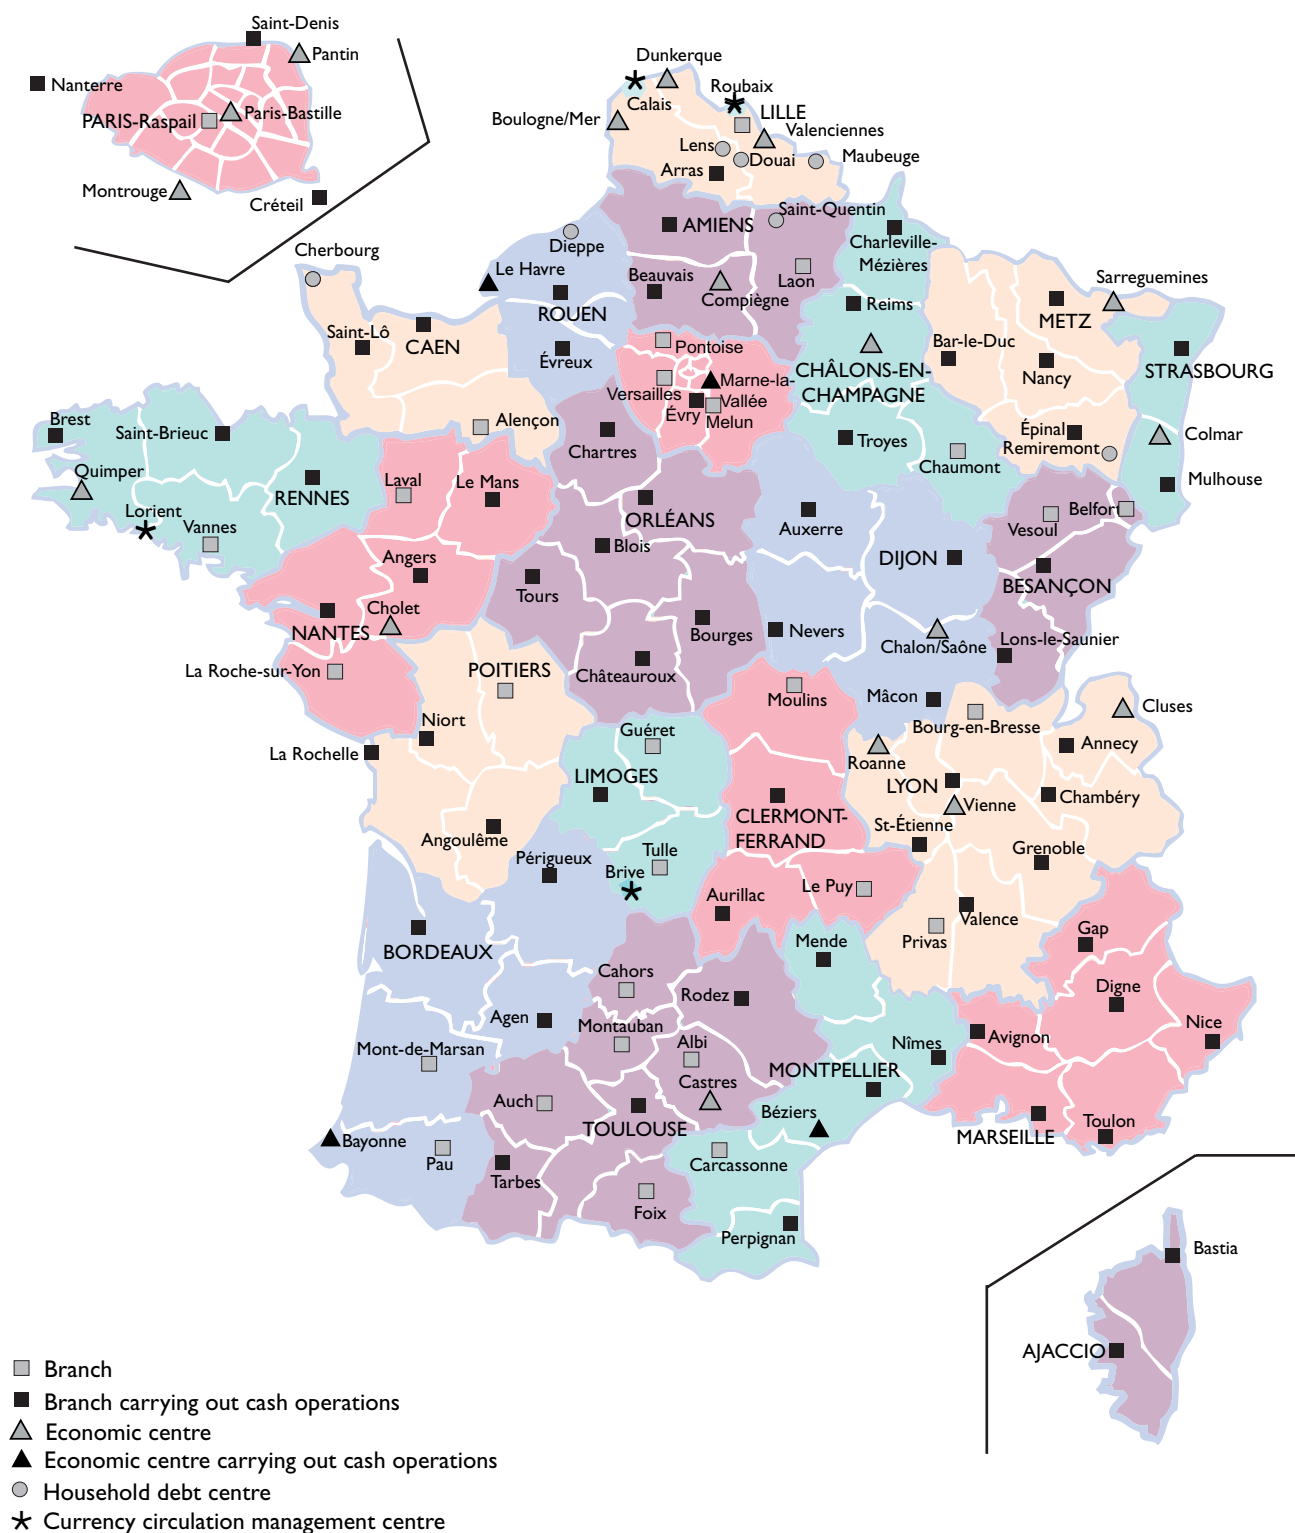 Saint-Denis
Pantin
Nanterre
PARIS-Raspail
Paris-Bastille
Montrouge
Créteil
Dunkerque
Calais
Roubaix
Boulogne/Mer
LILLE
Valenciennes
Lens
Douai
Maubeuge
Arras
Cherbourg
Dieppe
AMIENS
Saint-Quentin
Charleville-
Mézières
Le Havre
Beauvais
Compiègne
Laon
Sarreguemines
ROUEN
Reims
METZ
Saint-Lô
CAEN
Évreux
Pontoise
Bar-le-Duc
Nancy
STRASBOURG
CHÂLONS-EN-
CHAMPAGNE
Versailles
Marne-la-
Vallée
Évry
Melun
Brest
Saint-Brieuc
Alençon
Chartres
Troyes
Chaumont
Épinal
Remiremont
Colmar
Quimper
RENNES
Laval
Le Mans
Mulhouse
Lorient
Vannes
ORLÉANS
Auxerre
Vesoul
Belfort
Blois
DIJON
BESANÇON
Angers
Tours
Cholet
NANTES
Bourges
Nevers
Chalon/Saône
Lons-le-Saunier
La Roche-sur-Yon
POITIERS
Châteauroux
Moulins
Mâcon
Cluses
Niort
Guéret
Bourg-en-Bresse
Annecy
La Rochelle
Roanne
LIMOGES
LYON
Vienne
Chambéry
CLERMONT-
FERRAND
St-Étienne
Angoulême
Périgueux
Tulle
Brive
Grenoble
Aurillac
Le Puy
Valence
Privas
Gap
BORDEAUX
Mende
Cahors
Rodez
Digne
Agen
Montauban
Albi
Avignon
Nice
Mont-de-Marsan
Nîmes
Castres
MONTPELLIER
Auch
TOULOUSE
Béziers
MARSEILLE
Toulon
Bayonne
Pau
Tarbes
Carcassonne
Foix
Perpignan
Bastia
AJACCIO
Branch
Branch carrying out cash operations
Economic centre
Economic centre carrying out cash operations
Household debt centre
Currency circulation management centre